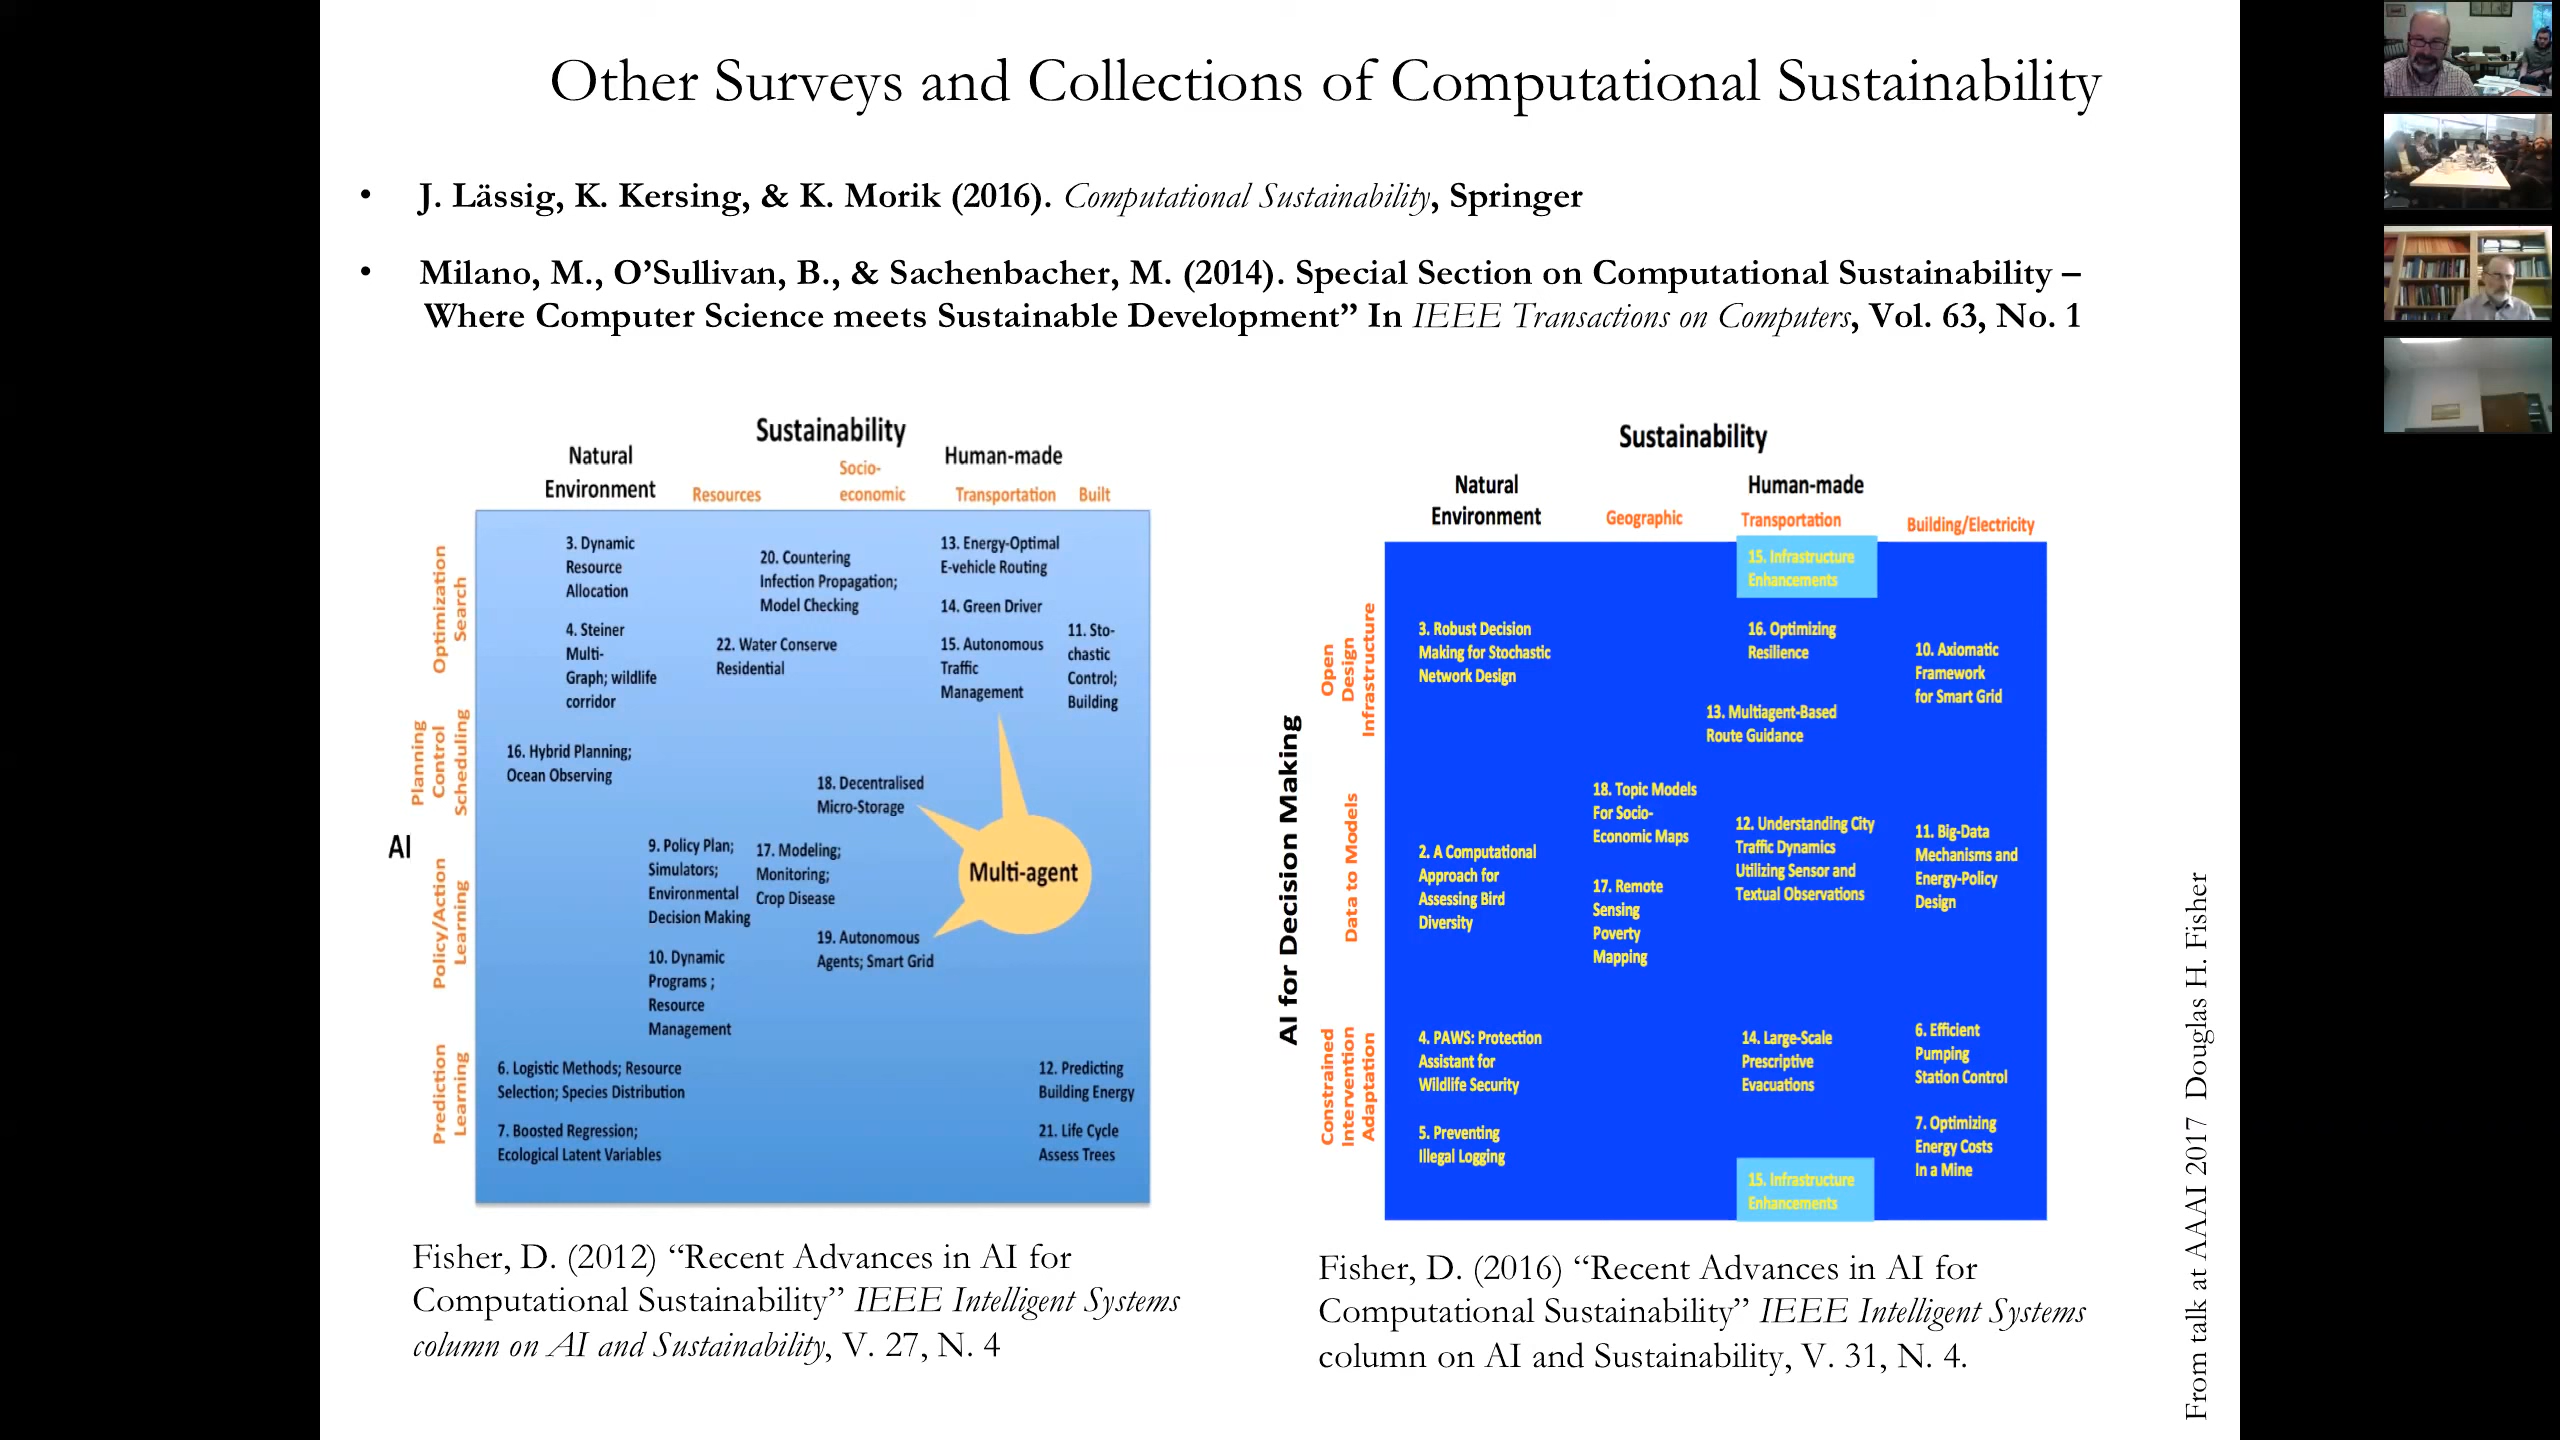 Other Surveys and Collections of Computational Sustainability
• J. Lässig, K. Kersing, & K. Morik (2016). Computational Sustainability, Springer
• Milano, M., O’Sullivan, B., & Sachenbacher, M. (2014). Special Section on Computational Sustainability –
Where Computer Science meets Sustainable Development” In IEEE Transactions on Computers, Vol. 63, No. 1
Sustainability
Natural
Environment
Resources
Socio-
economic
Human-made
Transportation
Built
AI
Optimization
Search
Planning
Control
Scheduling
Policy/Action
Learning
Prediction
Learning
3. Dynamic
Resource
Allocation
20. Countering
Infection Propagation;
Model Checking
13. Energy-Optimal
E-vehicle Routing
14. Green Driver
4. Steiner
Multi-
Graph; wildlife
corridor
22. Water Conserve
Residential
15. Autonomous
Traffic
Management
11. Sto-
chastic
Control;
Building
16. Hybrid Planning;
Ocean Observing
18. Decentralised
Micro-Storage
9. Policy Plan;
Simulators;
Environmental
Decision Making
17. Modeling;
Monitoring;
Crop Disease
Multi-agent
19. Autonomous
Agents; Smart Grid
10. Dynamic
Programs ;
Resource
Management
6. Logistic Methods; Resource
Selection; Species Distribution
12. Predicting
Building Energy
7. Boosted Regression;
Ecological Latent Variables
21. Life Cycle
Assess Trees
Fisher, D. (2012) “Recent Advances in AI for
Computational Sustainability” IEEE Intelligent Systems
column on AI and Sustainability, V. 27, N. 4
Sustainability
Natural
Environment
Geographic
Human-made
Transportation
Building/Electricity
AI for Decision Making
Open
Design
Infrastructure
Data to Models
Constrained
Intervention
Adaptation
15. Infrastructure
Enhancements
3. Robust Decision
Making for Stochastic
Network Design
16. Optimizing
Resilience
10. Axiomatic
Framework
for Smart Grid
13. Multiagent-Based
Route Guidance
18. Topic Models
For Socio-
Economic Maps
2. A Computational
Approach for
Assessing Bird
Diversity
12. Understanding City
Traffic Dynamics
Utilizing Sensor and
Textual Observations
11. Big-Data
Mechanisms and
Energy-Policy
Design
17. Remote
Sensing
Poverty
Mapping
4. PAWS: Protection
Assistant for
Wildlife Security
14. Large-Scale
Prescriptive
Evacuations
6. Efficient
Pumping
Station Control
5. Preventing
Illegal Logging
7. Optimizing
Energy Costs
In a Mine
15. Infrastructure
Enhancements
Fisher, D. (2016) “Recent Advances in AI for
Computational Sustainability” IEEE Intelligent Systems
column on AI and Sustainability, V. 31, N. 4.
From talk at AAAI 2017 Douglas H. Fisher